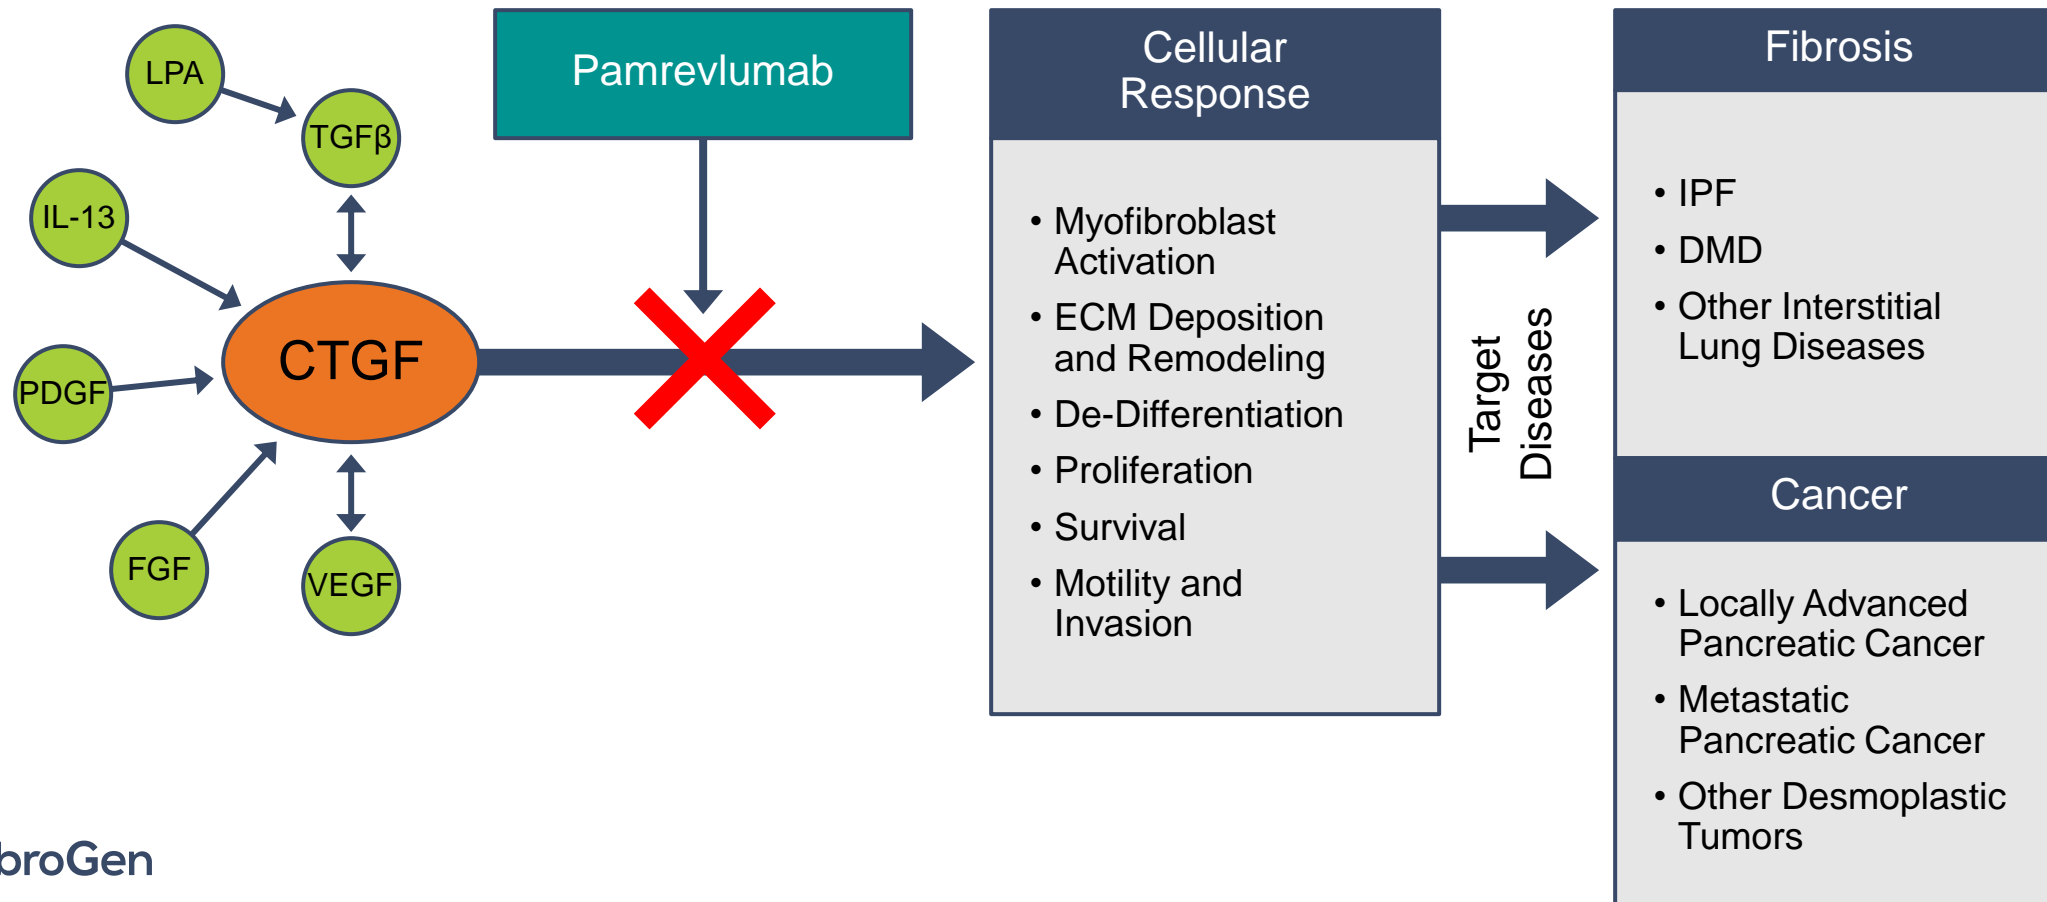 LPA
TGFβ
IL-13
PDGF
FGF
VEGF
CTGF
Pamrevlumab
Cellular
Response
• Myofibroblast
Activation
• ECM Deposition
and Remodeling
• De-Differentiation
• Proliferation
• Survival
• Motility and
Invasion
Target
Diseases
Fibrosis
• IPF
• DMD
• Other Interstitial
Lung Diseases
Cancer
• Locally Advanced
Pancreatic Cancer
• Metastatic
Pancreatic Cancer
• Other Desmoplastic
Tumors
broGen